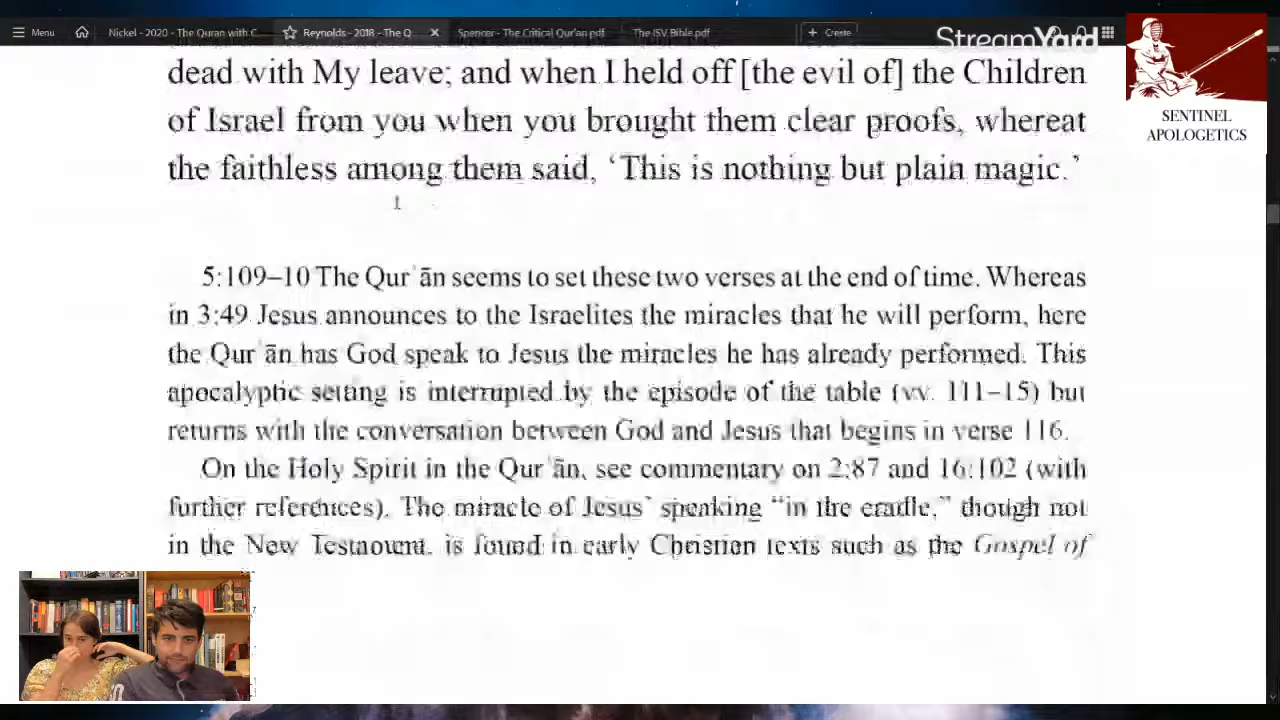 Menu
Nickel - 2020 - The Quran with C
Reynolds - 2018 - The Q
Spencer - The Critical Qur'an.pdf
The ISV Bible.pdf
Create
StreamYard
SENTINEL
APOLOGETICS
dead with My leave; and when I held off [the evil of] the Children
of Israel from you when you brought them clear proofs, whereat
the faithless among them said, ‘This is nothing but plain magic.’
5:109–10 The Qurʾān seems to set these two verses at the end of time. Whereas
in 3:49 Jesus announces to the Israelites the miracles that he will perform, here
the Qurʾān has God speak to Jesus the miracles he has already performed. This
apocalyptic setting is interrupted by the episode of the table (vv. 111–15) but
returns with the conversation between God and Jesus that begins in verse 116.
On the Holy Spirit in the Qurʾān, see commentary on 2:87 and 16:102 (with
further references). The miracle of Jesus’ speaking “in the cradle,” though not
in the New Testament, is found in early Christian texts such as the Gospel of